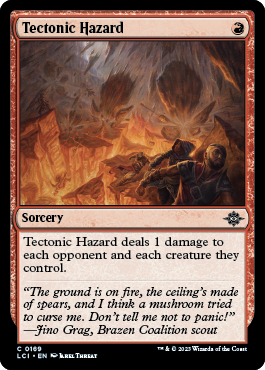 Tectonic Hazard
Sorcery
Tectonic Hazard deals 1 damage to
each opponent and each creature they
control.
“The ground is on fire, the ceiling’s made
of spears, and I think a mushroom tried
to curse me. Don’t tell me not to panic!”
—Jino Grag, Brazen Coalition scout
C 0169
LCI • EN Krel Threat
™ & © 2023 Wizards of the Coast